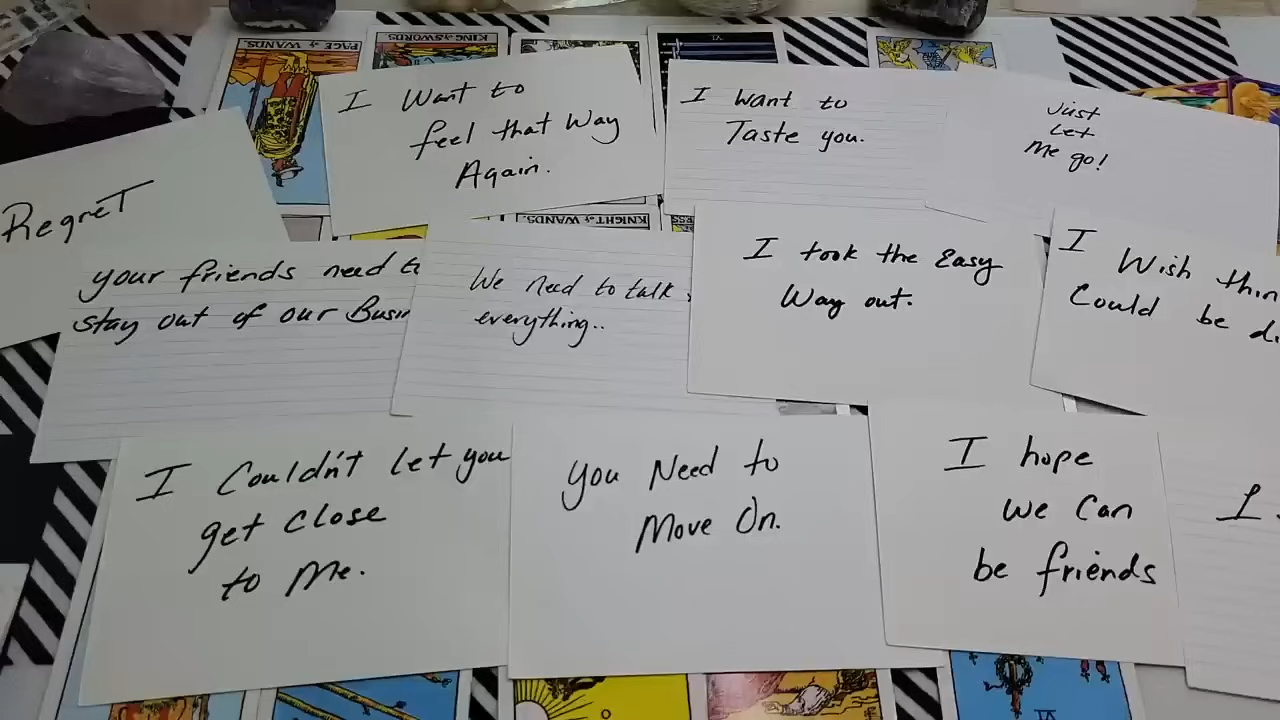 PAGE of WANDS.
KING of SWORDS.
VI
I Want to
feel that Way
Again.
I want to
Taste you.
Just
Let
Me go!
Regret
KNIGHT of WANDS.
your friends need
stay out of our
We need to talk
everything..
I took the Easy
Way out.
I Wish
Could be
I Couldn't let you
get close
to Me.
you Need to
Move On.
I hope
we Can
be friends
I
VI